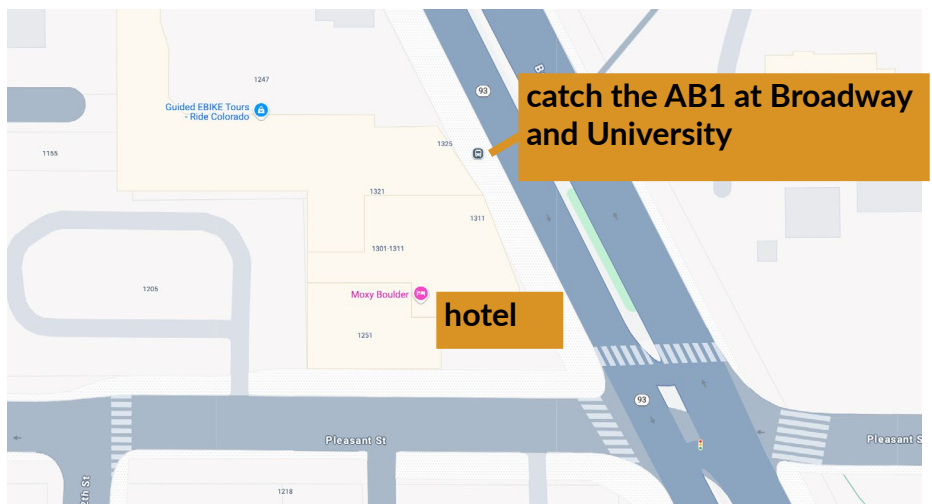 1247
93
B
Guided EBIKE Tours
- Ride Colorado
catch the AB1 at Broadway
and University
1155
1325
1321
1311
1301-1311
1205
Moxy Boulder
hotel
1251
93
Pleasant St
Pleasant S
1218